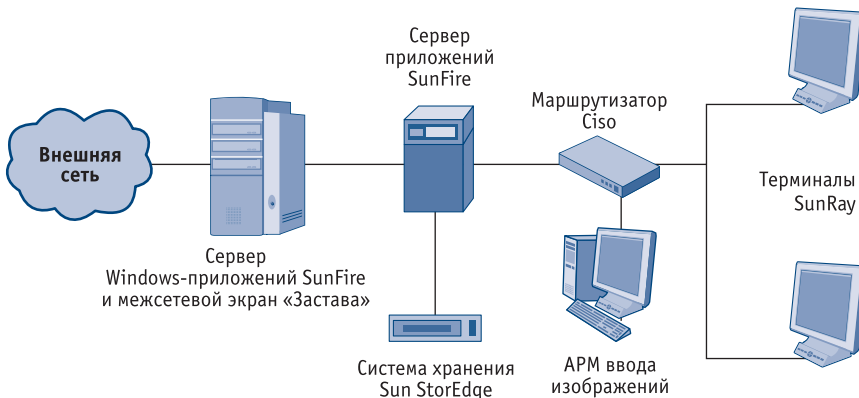 Сервер
приложений
SunFire
Маршрутизатор
Ciso
Внешняя
сеть
Терминалы
SunRay
Сервер
Windows-приложений SunFire
и межсетевой экран «Застава»
Система хранения
Sun StorEdge
АРМ ввода
изображений